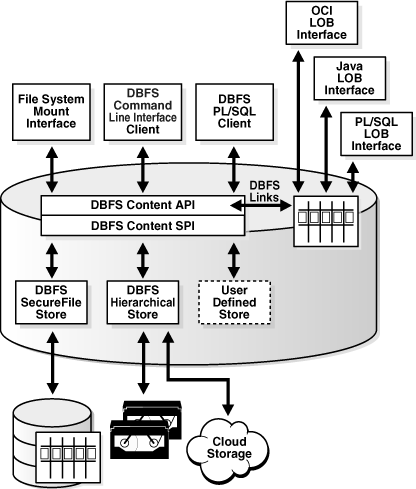 OCI
LOB
Interface
Java
LOB
Interface
PL/SQL
LOB
Interface
File System
Mount
Interface
DBFS
Command
Line Interface
Client
DBFS
PL/SQL
Client
DBFS
Links
DBFS Content API
DBFS Content SPI
DBFS
SecureFile
Store
DBFS
Hierarchical
Store
User
Defined
Store
Cloud
Storage